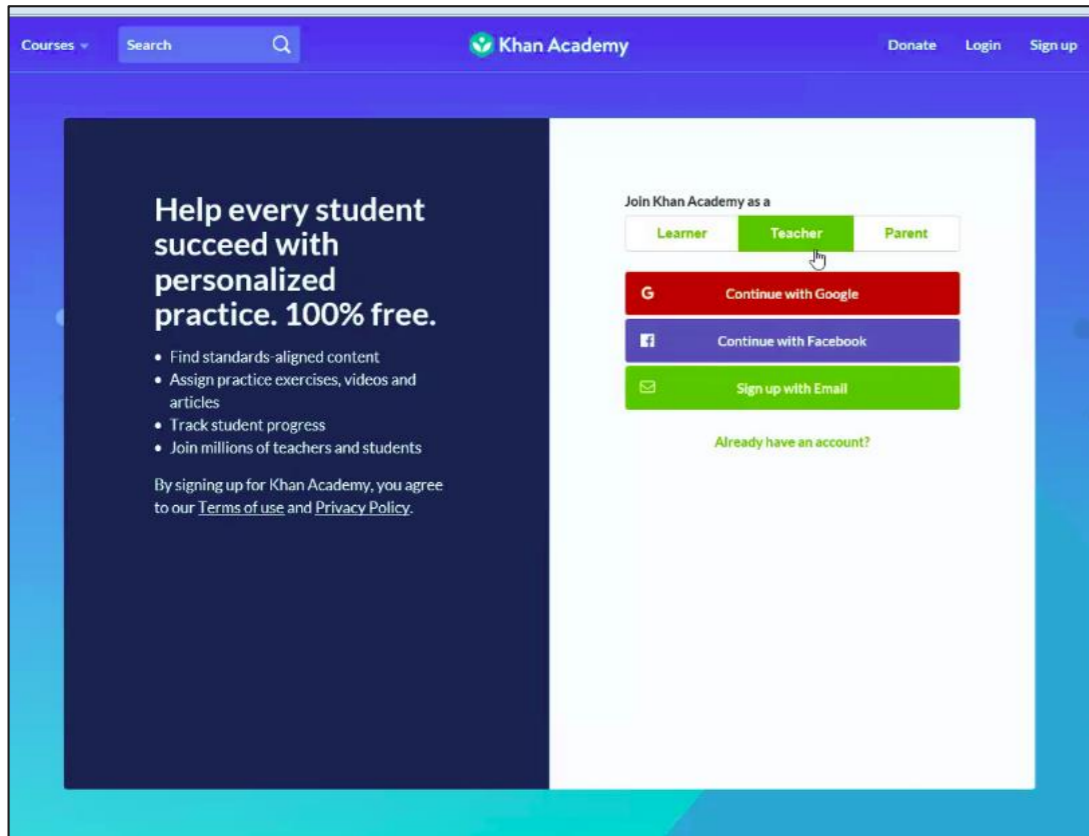 Courses
Search
Khan Academy
Donate
Login
Sign up
Help every student
succeed with
personalized
practice. 100% free.
• Find standards-aligned content
• Assign practice exercises, videos and
articles
• Track student progress
• Join millions of teachers and students
By signing up for Khan Academy, you agree
to our Terms of use and Privacy Policy.
Join Khan Academy as a
Learner
Teacher
Parent
G Continue with Google
Continue with Facebook
Sign up with Email
Already have an account?